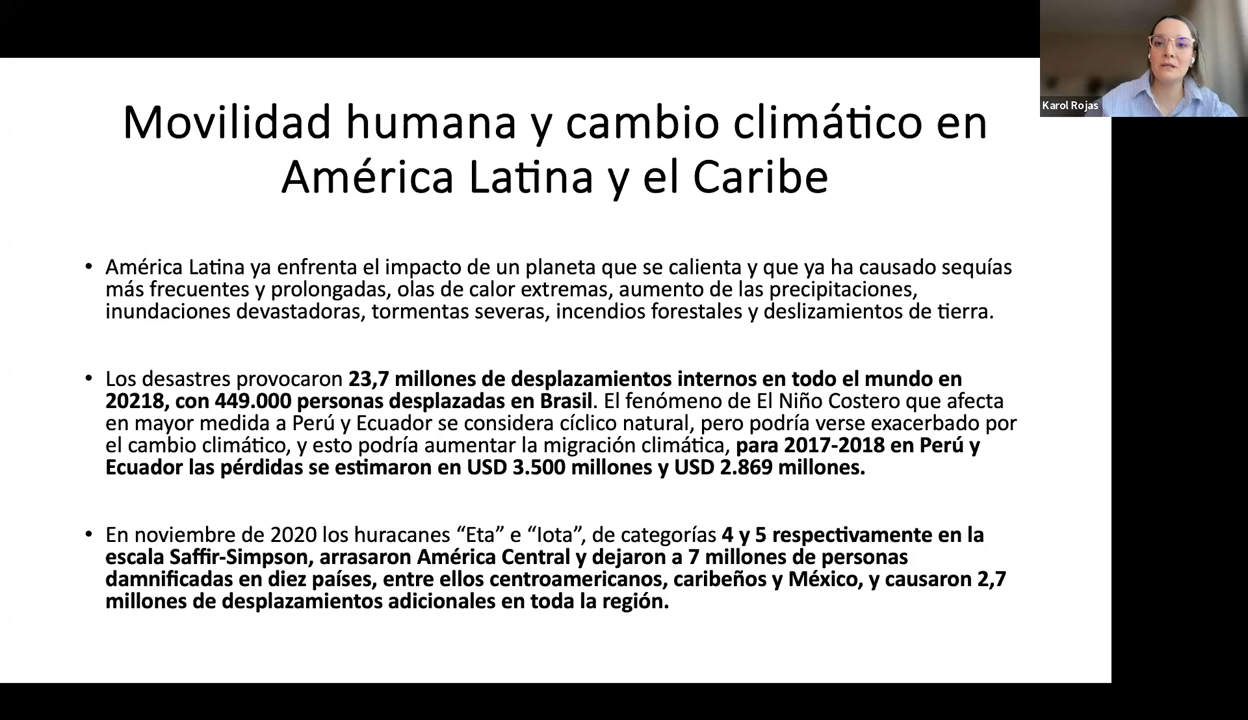 Movilidad humana y cambio climático en
América Latina y el Caribe
Karol Rojas
• América Latina ya enfrenta el impacto de un planeta que se calienta y que ya ha causado sequías
más frecuentes y prolongadas, olas de calor extremas, aumento de las precipitaciones,
inundaciones devastadoras, tormentas severas, incendios forestales y deslizamientos de tierra.
• Los desastres provocaron 23,7 millones de desplazamientos internos en todo el mundo en
20218, con 449.000 personas desplazadas en Brasil. El fenómeno de El Niño Costero que afecta
en mayor medida a Perú y Ecuador se considera cíclico natural, pero podría verse exacerbado por
el cambio climático, y esto podría aumentar la migración climática, para 2017-2018 en Perú y
Ecuador las pérdidas se estimaron en USD 3.500 millones y USD 2.869 millones.
• En noviembre de 2020 los huracanes “Eta” e “Iota”, de categorías 4 y 5 respectivamente en la
escala Saffir-Simpson, arrasaron América Central y dejaron a 7 millones de personas
damnificadas en diez países, entre ellos centroamericanos, caribeños y México, y causaron 2,7
millones de desplazamientos adicionales en toda la región.